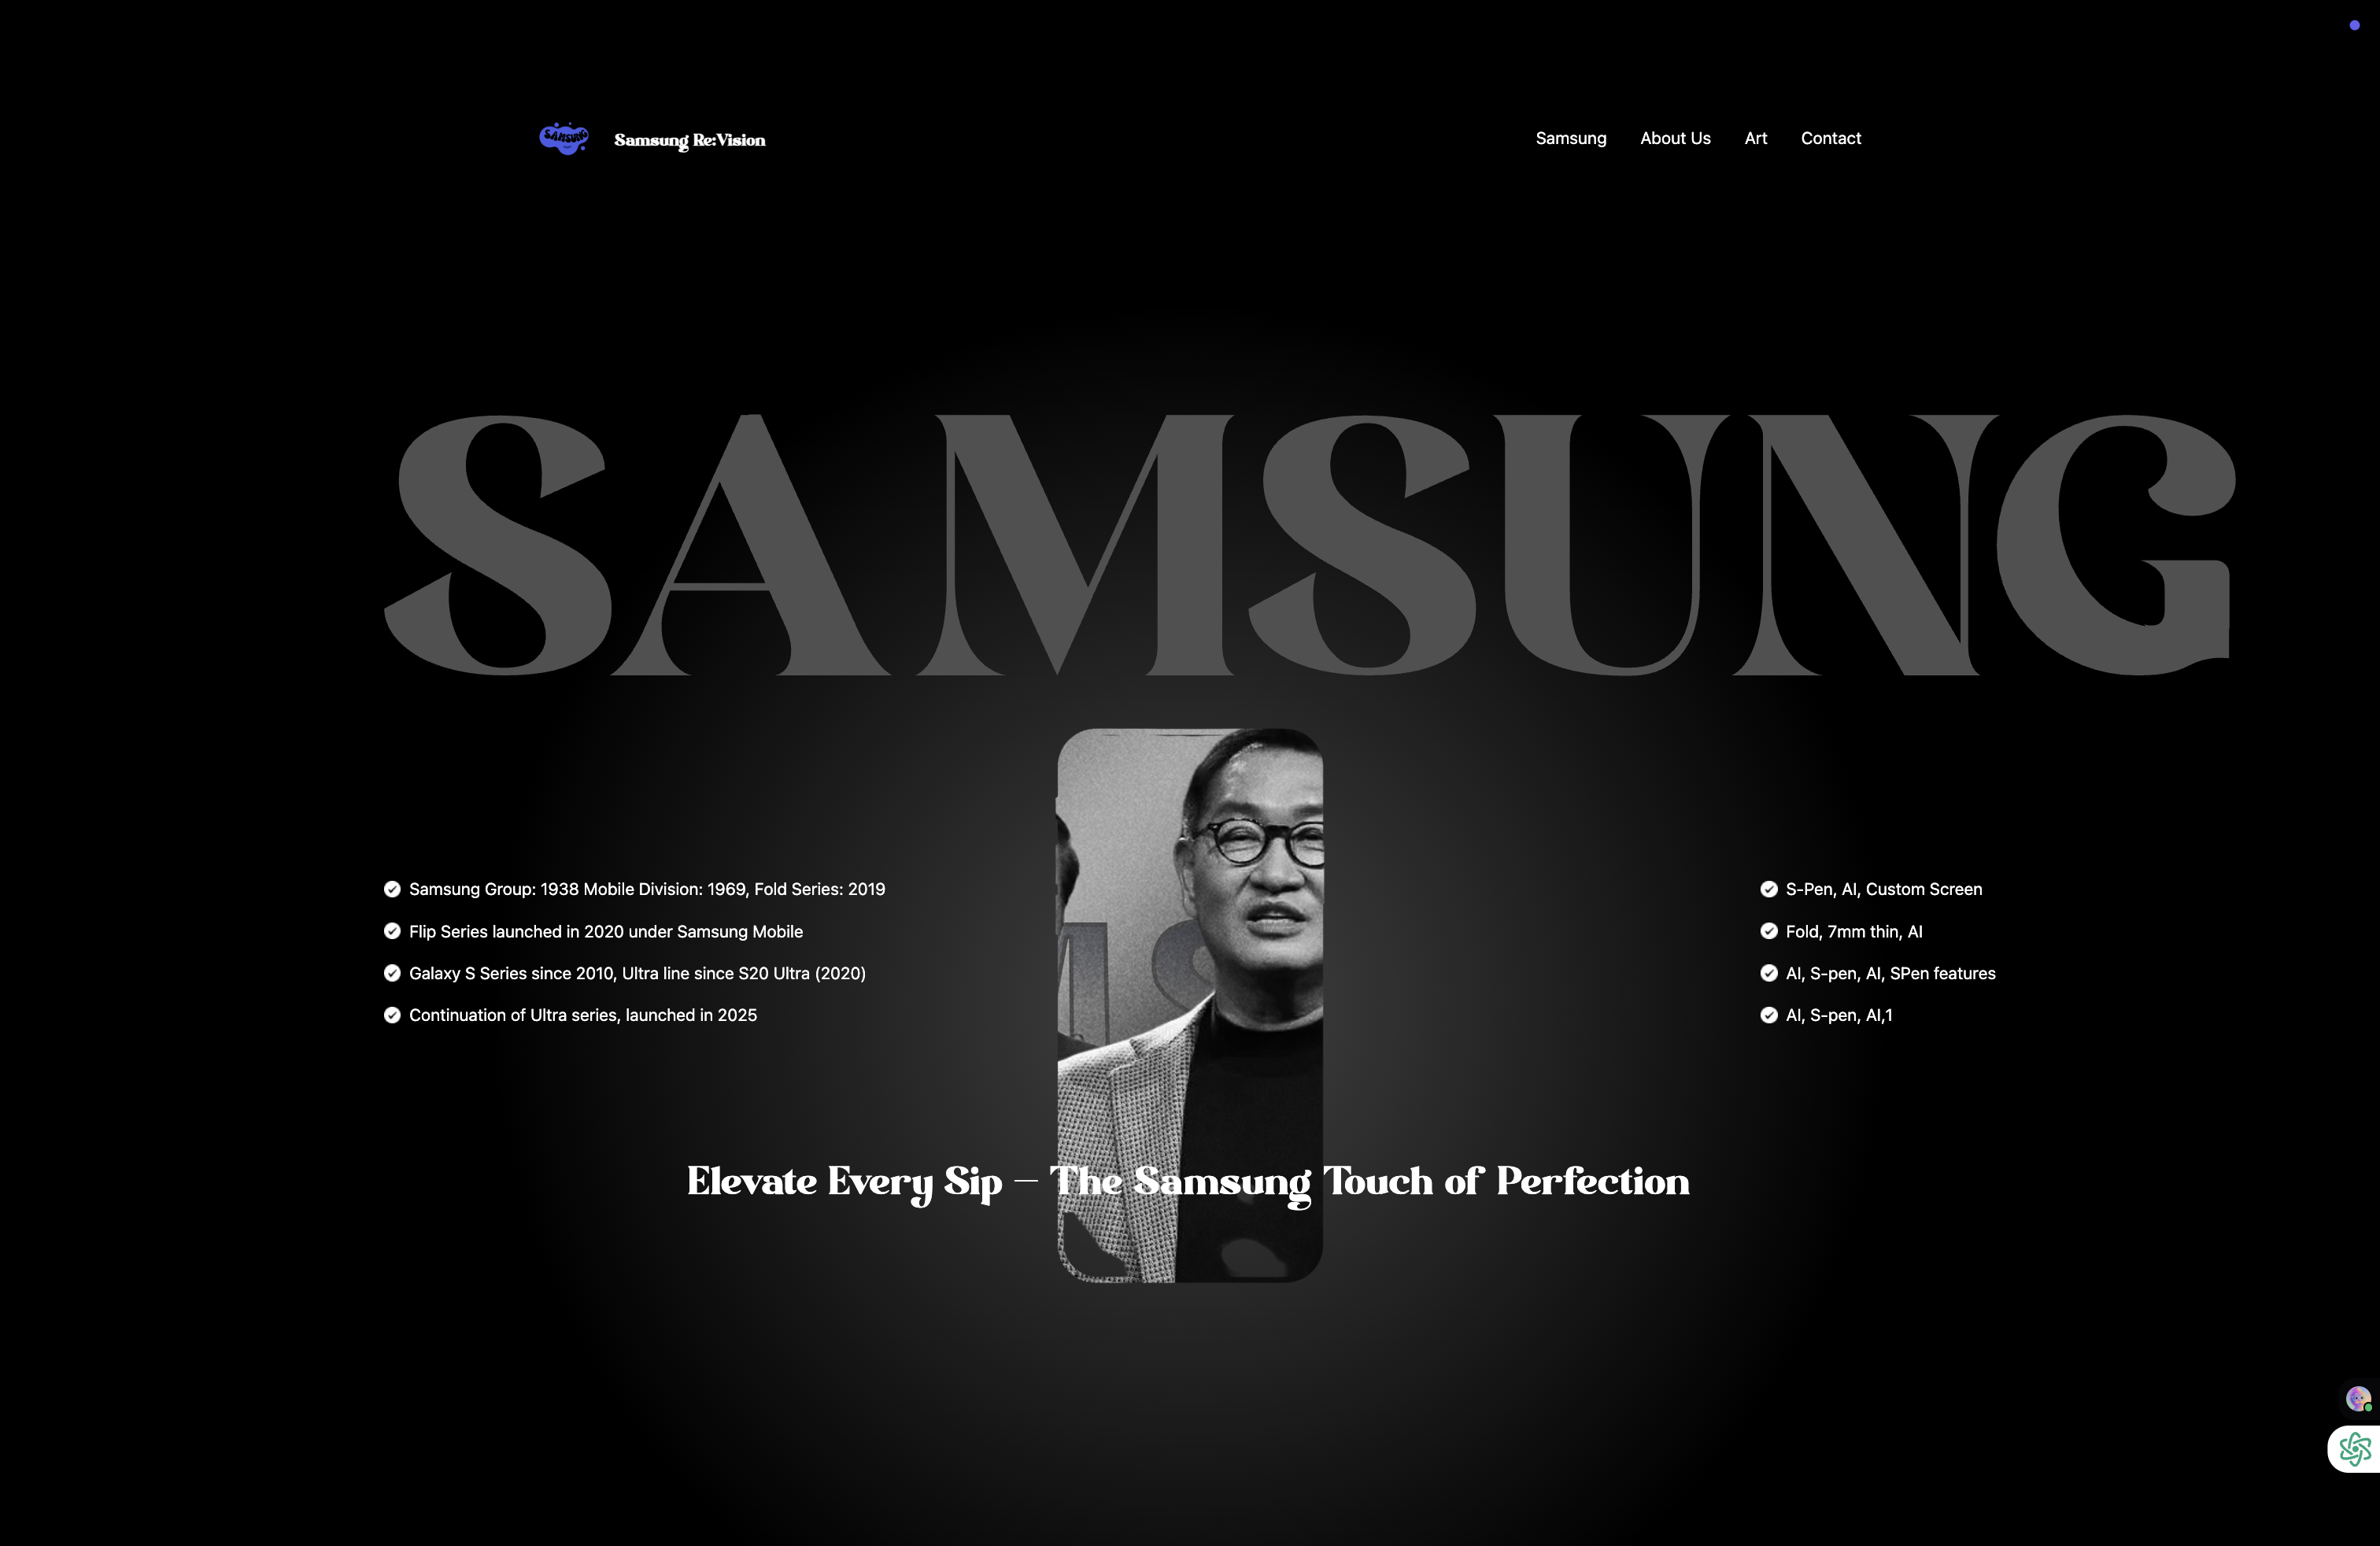 SAMSUNG
Samsung Re:Vision
Samsung About Us Art Contact
SAMSUNG
Samsung Group: 1938 Mobile Division: 1969, Fold Series: 2019
Flip Series launched in 2020 under Samsung Mobile
Galaxy S Series since 2010, Ultra line since S20 Ultra (2020)
Continuation of Ultra series, launched in 2025
S-Pen, AI, Custom Screen
Fold, 7mm thin, AI
AI, S-pen, AI, SPen features
AI, S-pen, AI,1
MS
Elevate Every Sip — The Samsung Touch of Perfection